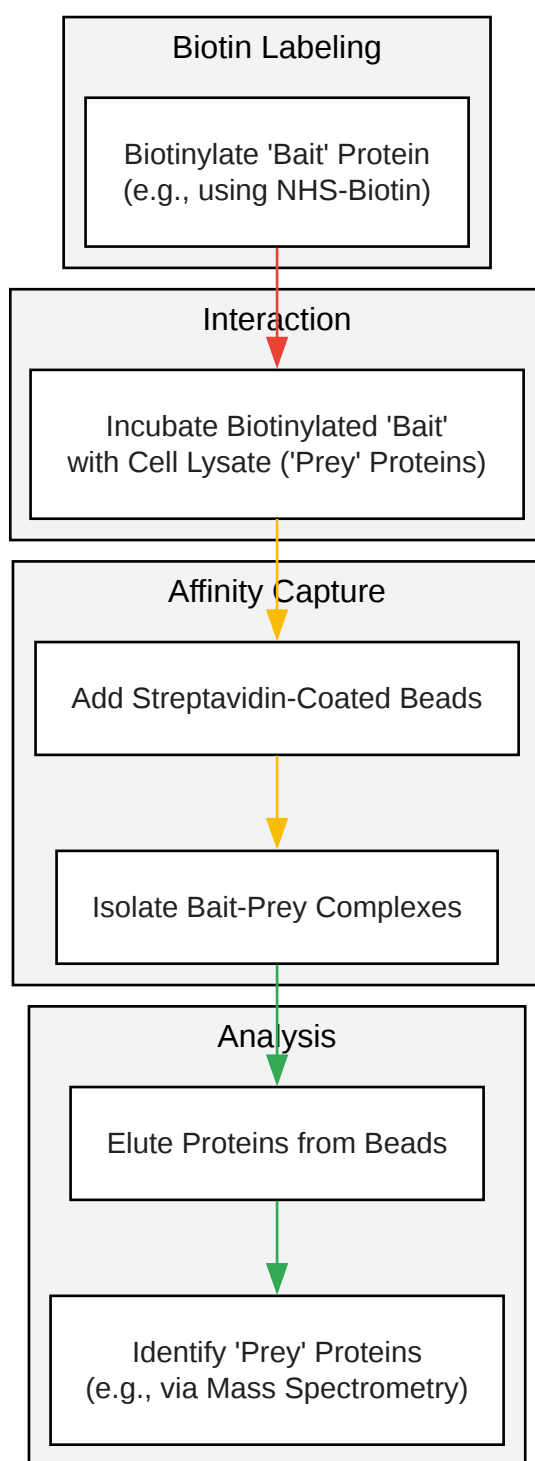 Biotin Labeling
Biotinylate 'Bait' Protein
(e.g., using NHS-Biotin)
Interaction
Incubate Biotinylated 'Bait'
with Cell Lysate ('Prey' Proteins)
Affinity Capture
Add Streptavidin-Coated Beads
Isolate Bait-Prey Complexes
Analysis
Elute Proteins from Beads
Identify 'Prey' Proteins
(e.g., via Mass Spectrometry)